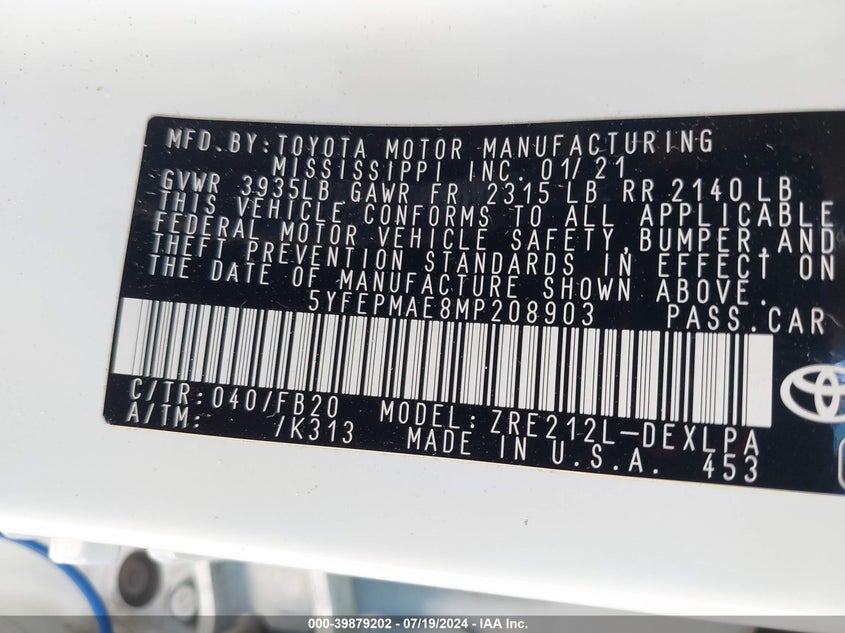 MFD. BY: TOYOTA MOTOR MANUFACTURING
MISSISSIPPI INC. 01/21
GVWR 3935LB GAWR FR 2315 LB RR 2140 LB
THIS VEHICLE CONFORMS TO ALL APPLICABLE
FEDERAL MOTOR VEHICLE SAFETY, BUMPER, AND
THEFT PREVENTION STANDARDS IN EFFECT ON
THE DATE OF MANUFACTURE SHOWN ABOVE.
5YFEPMAE8MP208903 PASS.CAR
C/TR: 040/FB20 MODEL: ZRE212L-DEXLPA
A/TM: /K313 MADE IN U.S.A. 453
000-39879202 - 07/19/2024 - IAA Inc.